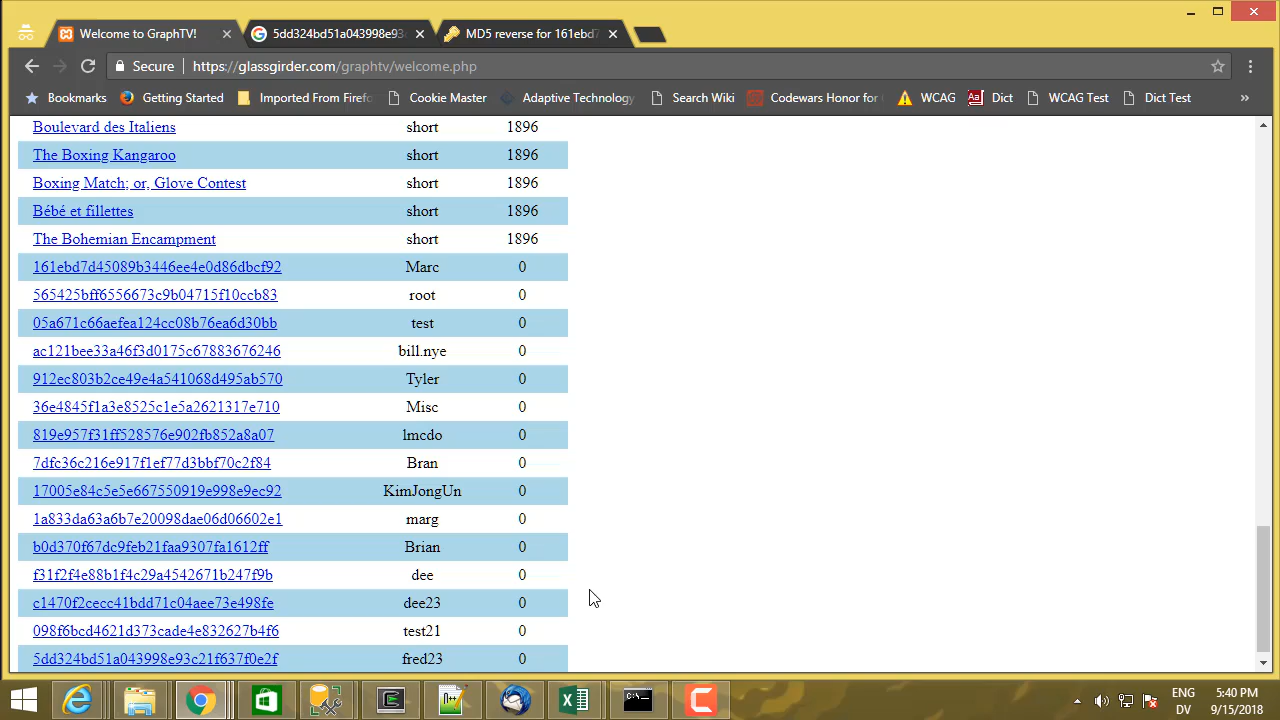 Welcome to GraphTV!
5dd324bd51a043998e93
MD5 reverse for 161ebd7
Secure
https://glassgirder.com/graphtv/welcome.php
Bookmarks
Getting Started
Imported From Firefo
Cookie Master
Adaptive Technology
Search Wiki
Codewars Honor for
WCAG
Aa Dict
WCAG Test
Dict Test
»
Boulevard des Italiens short 1896
The Boxing Kangaroo short 1896
Boxing Match; or, Glove Contest short 1896
Bébé et fillettes short 1896
The Bohemian Encampment short 1896
161ebd7d45089b3446ee4e0d86dbcf92 Marc 0
565425bff6556673c9b04715f10ccb83 root 0
05a671c66aefea124cc08b76ea6d30bb test 0
ac121bee33a46f3d0175c67883676246 bill.nye 0
912ec803b2ce49e4a541068d495ab570 Tyler 0
36e4845f1a3e8525c1e5a2621317e710 Misc 0
819e957f31ff528576e902fb852a8a07 lmcdo 0
7dfc36c216e917f1ef77d3bbf70c2f84 Bran 0
17005e84c5e5e667550919e998e9ec92 KimJongUn 0
1a833da63a6b7e20098dae06d06602e1 marg 0
b0d370f67dc9feb21faa9307fa1612ff Brian 0
f31f2f4e88b1f4c29a4542671b247f9b dee 0
c1470f2cecc41bdd71c04aee73e498fe dee23 0
098f6bcd4621d373cade4e832627b4f6 test21 0
5dd324bd51a043998e93c21f637f0e2f fred23 0
ENG
DV
5:40 PM
9/15/2018